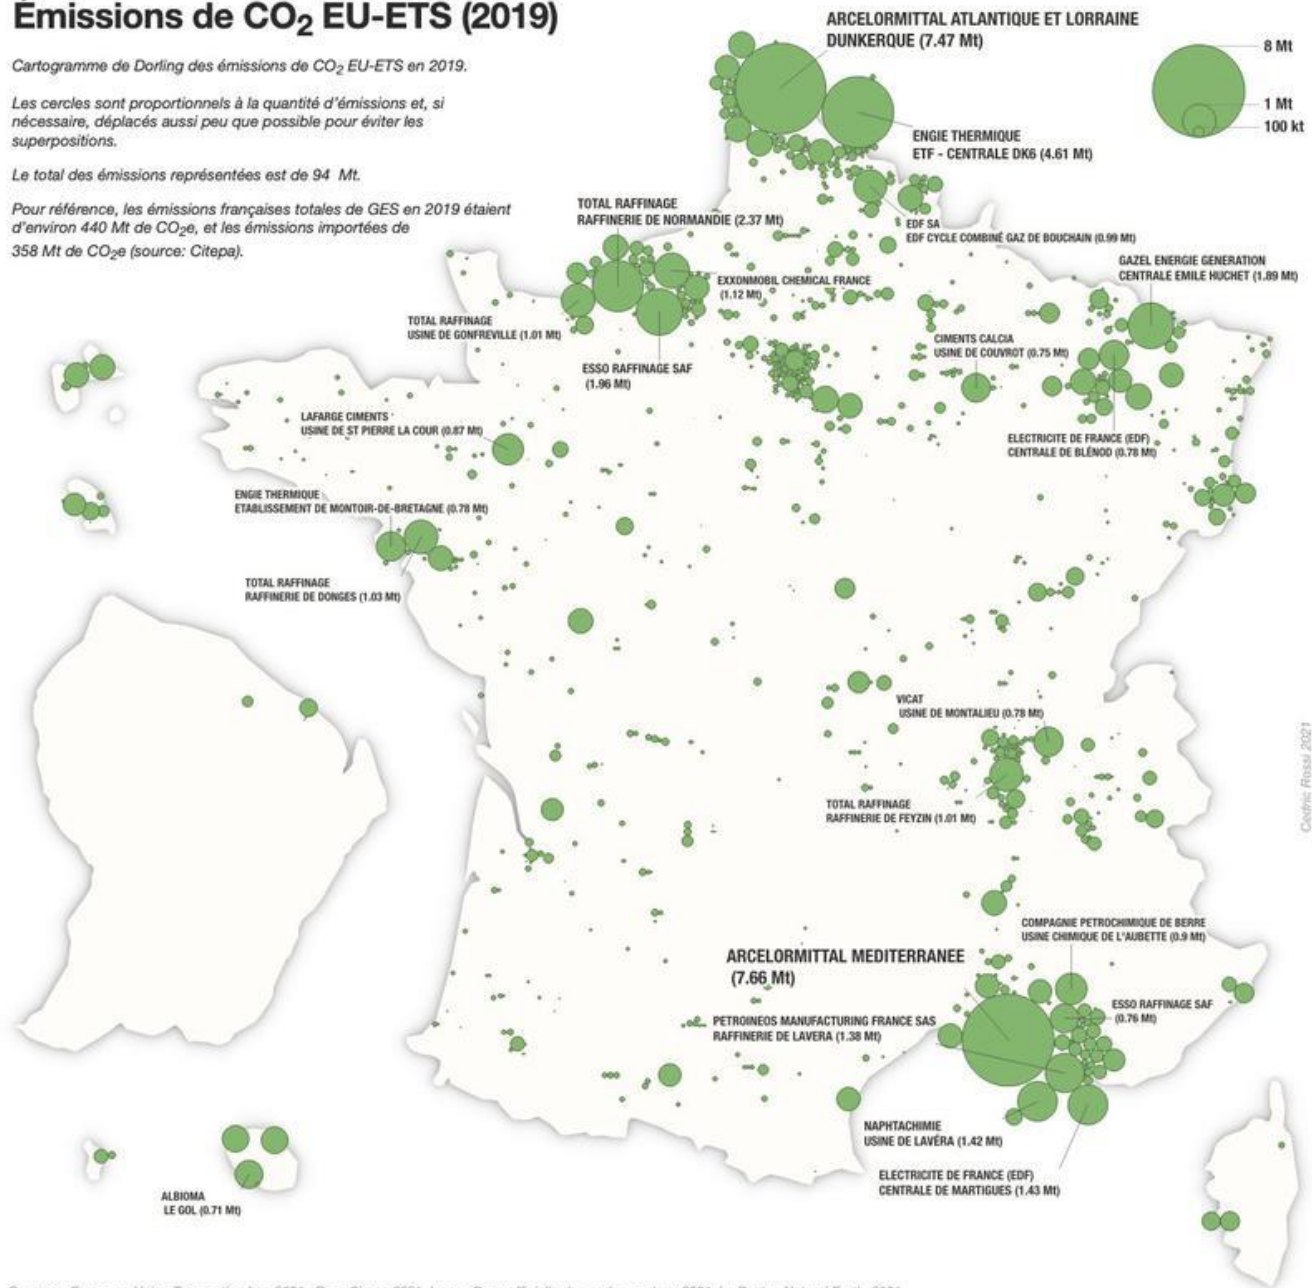 Émissions de CO2 EU-ETS (2019)
Cartogramme de Dorling des émissions de CO2 EU-ETS en 2019.
Les cercles sont proportionnels à la quantité d'émissions et, si
nécessaire, déplacés aussi peu que possible pour éviter les
superpositions.
Le total des émissions représentées est de 94 Mt.
Pour référence, les émissions françaises totales de GES en 2019 étaient
d'environ 440 Mt de CO2e, et les émissions importées de
358 Mt de CO2e (source: Citepa).
8 Mt
1 Mt
100 kt
ARCELORMITTAL ATLANTIQUE ET LORRAINE
DUNKERQUE (7.47 Mt)
ENGIE THERMIQUE
ETF - CENTRALE DK6 (4.61 Mt)
TOTAL RAFFINAGE
RAFFINERIE DE NORMANDIE (2.37 Mt)
EDF SA
EDF CYCLE COMBINÉ GAZ DE BOUCHAIN (0.99 Mt)
GAZEL ENERGIE GENERATION
CENTRALE EMILE HUCHET (1.89 Mt)
EXXONMOBIL CHEMICAL FRANCE
(1.12 Mt)
TOTAL RAFFINAGE
USINE DE GONFREVILLE (1.01 Mt)
CIMENTS CALCIA
USINE DE COUVROT (0.75 Mt)
ESSO RAFFINAGE SAF
(1.96 Mt)
LAFARGE CIMENTS
USINE DE ST PIERRE LA COUR (0.87 Mt)
ELECTRICITE DE FRANCE (EDF)
CENTRALE DE BLÉNOD (0.78 Mt)
ENGIE THERMIQUE
ETABLISSEMENT DE MONTOIR-DE-BRETAGNE (0.78 Mt)
TOTAL RAFFINAGE
RAFFINERIE DE DONGES (1.03 Mt)
VICAT
USINE DE MONTALIEU (0.78 Mt)
Cedric Rossi 2021
TOTAL RAFFINAGE
RAFFINERIE DE FEYZIN (1.01 Mt)
COMPAGNIE PETROCHIMIQUE DE BERRE
USINE CHIMIQUE DE L'AUBETTE (0.9 Mt)
ARCELORMITTAL MEDITERRANEE
(7.66 Mt)
ESSO RAFFINAGE SAF
(0.76 Mt)
PETROINEOS MANUFACTURING FRANCE SAS
RAFFINERIE DE LAVERA (1.38 Mt)
NAPHTACHIMIE
USINE DE LAVÉRA (1.42 Mt)
ELECTRICITE DE FRANCE (EDF)
CENTRALE DE MARTIGUES (1.43 Mt)
ALBIOMA
LE GOL (0.71 Mt)